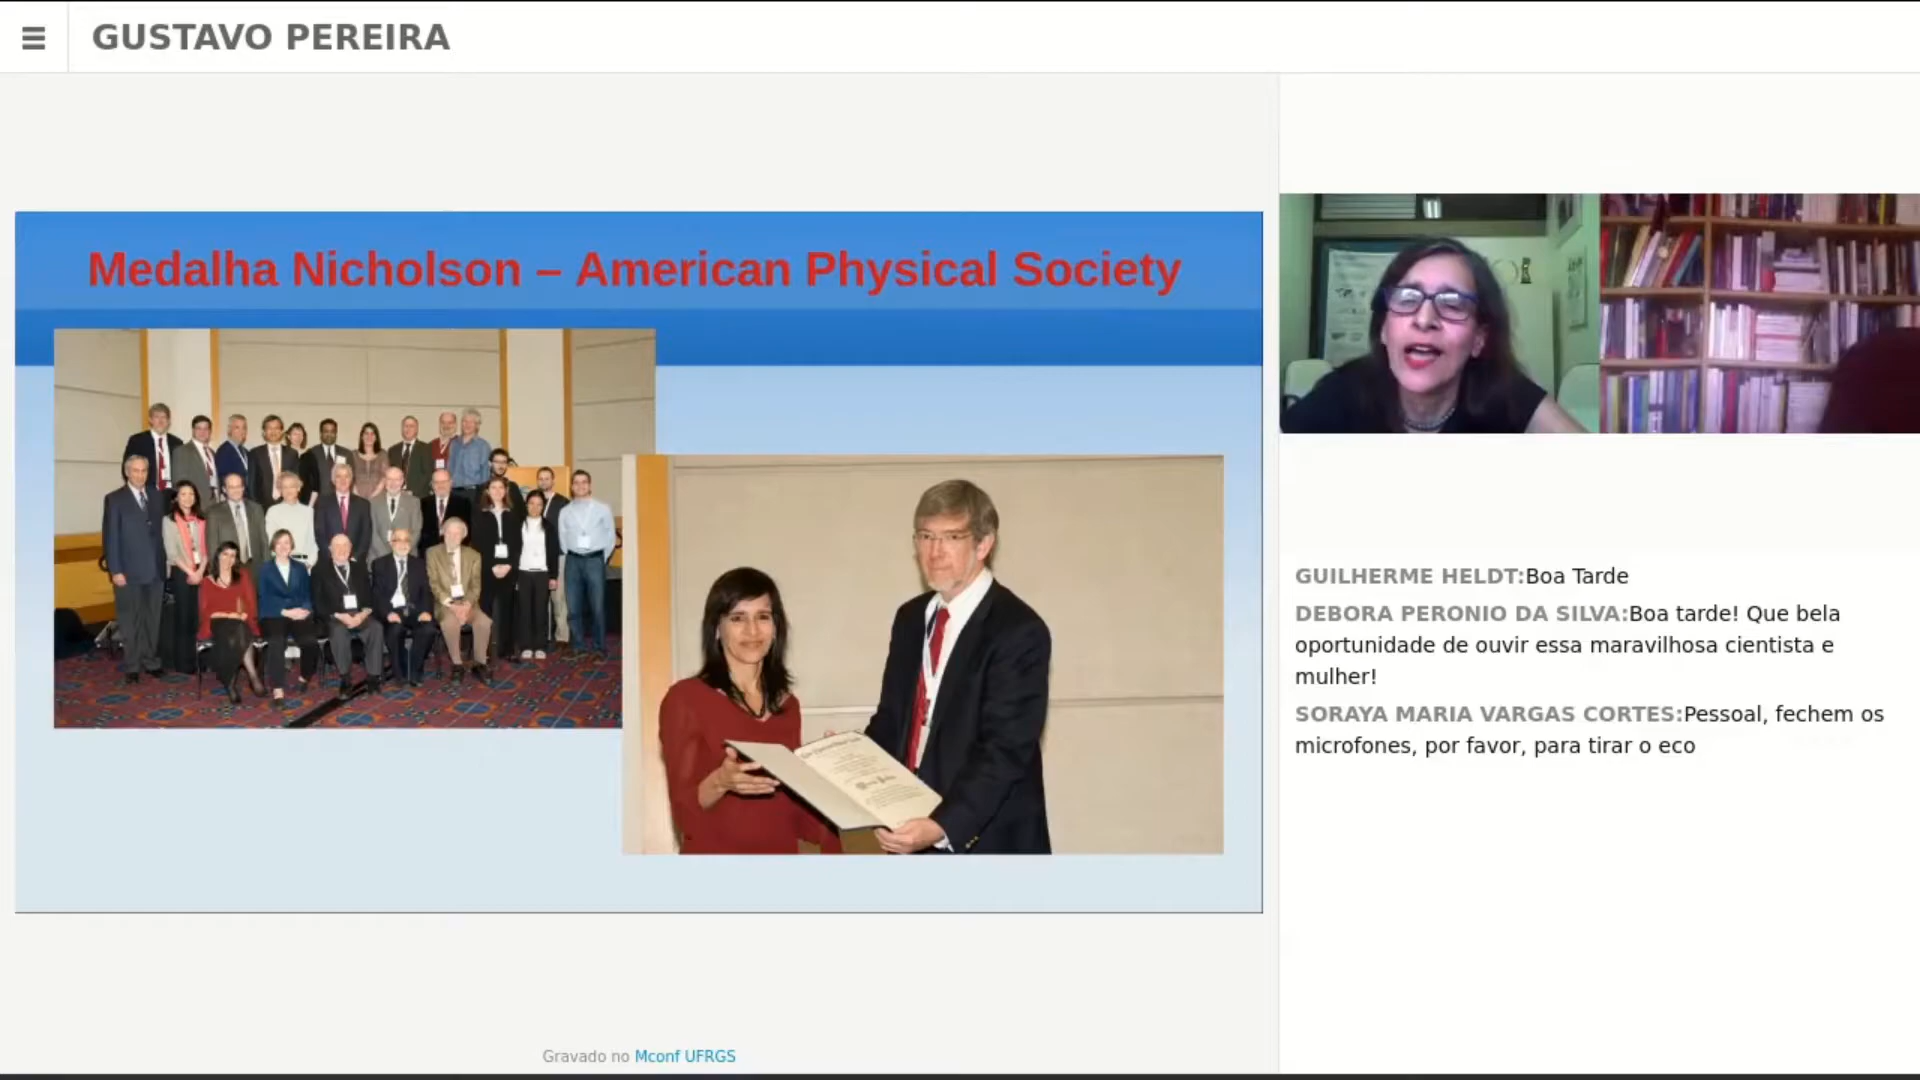 GUSTAVO PEREIRA
Medalha Nicholson – American Physical Society
GUILHERME HELDT:Boa Tarde
DEBORA PERONIO DA SILVA:Boa tarde! Que bela
oportunidade de ouvir essa maravilhosa cientista e
mulher!
SORAYA MARIA VARGAS CORTES:Pessoal, fechem os
microfones, por favor, para tirar o eco
Gravado no Mconf UFRGS